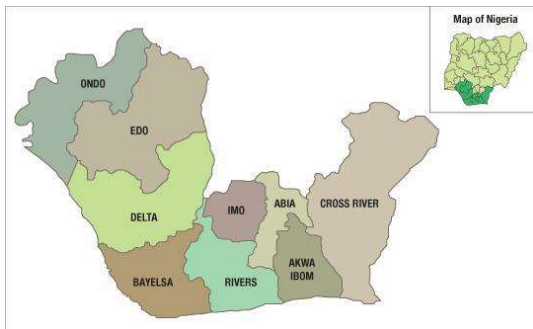 Map of Nigeria
ONDO
EDO
DELTA
IMO
ABIA
CROSS RIVER
BAYELSA
RIVERS
AKWA
IBOM